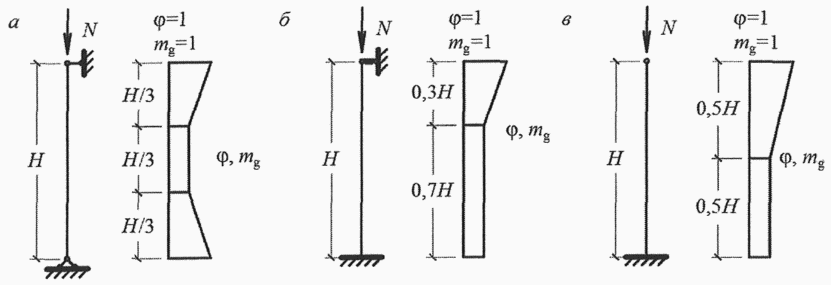 а
N
H
H/3
H/3
H/3
φ=1
m_g=1
φ, m_g
б
N
H
0,3H
0,7H
φ=1
m_g=1
φ, m_g
в
N
H
0,5H
0,5H
φ=1
m_g=1
φ, m_g